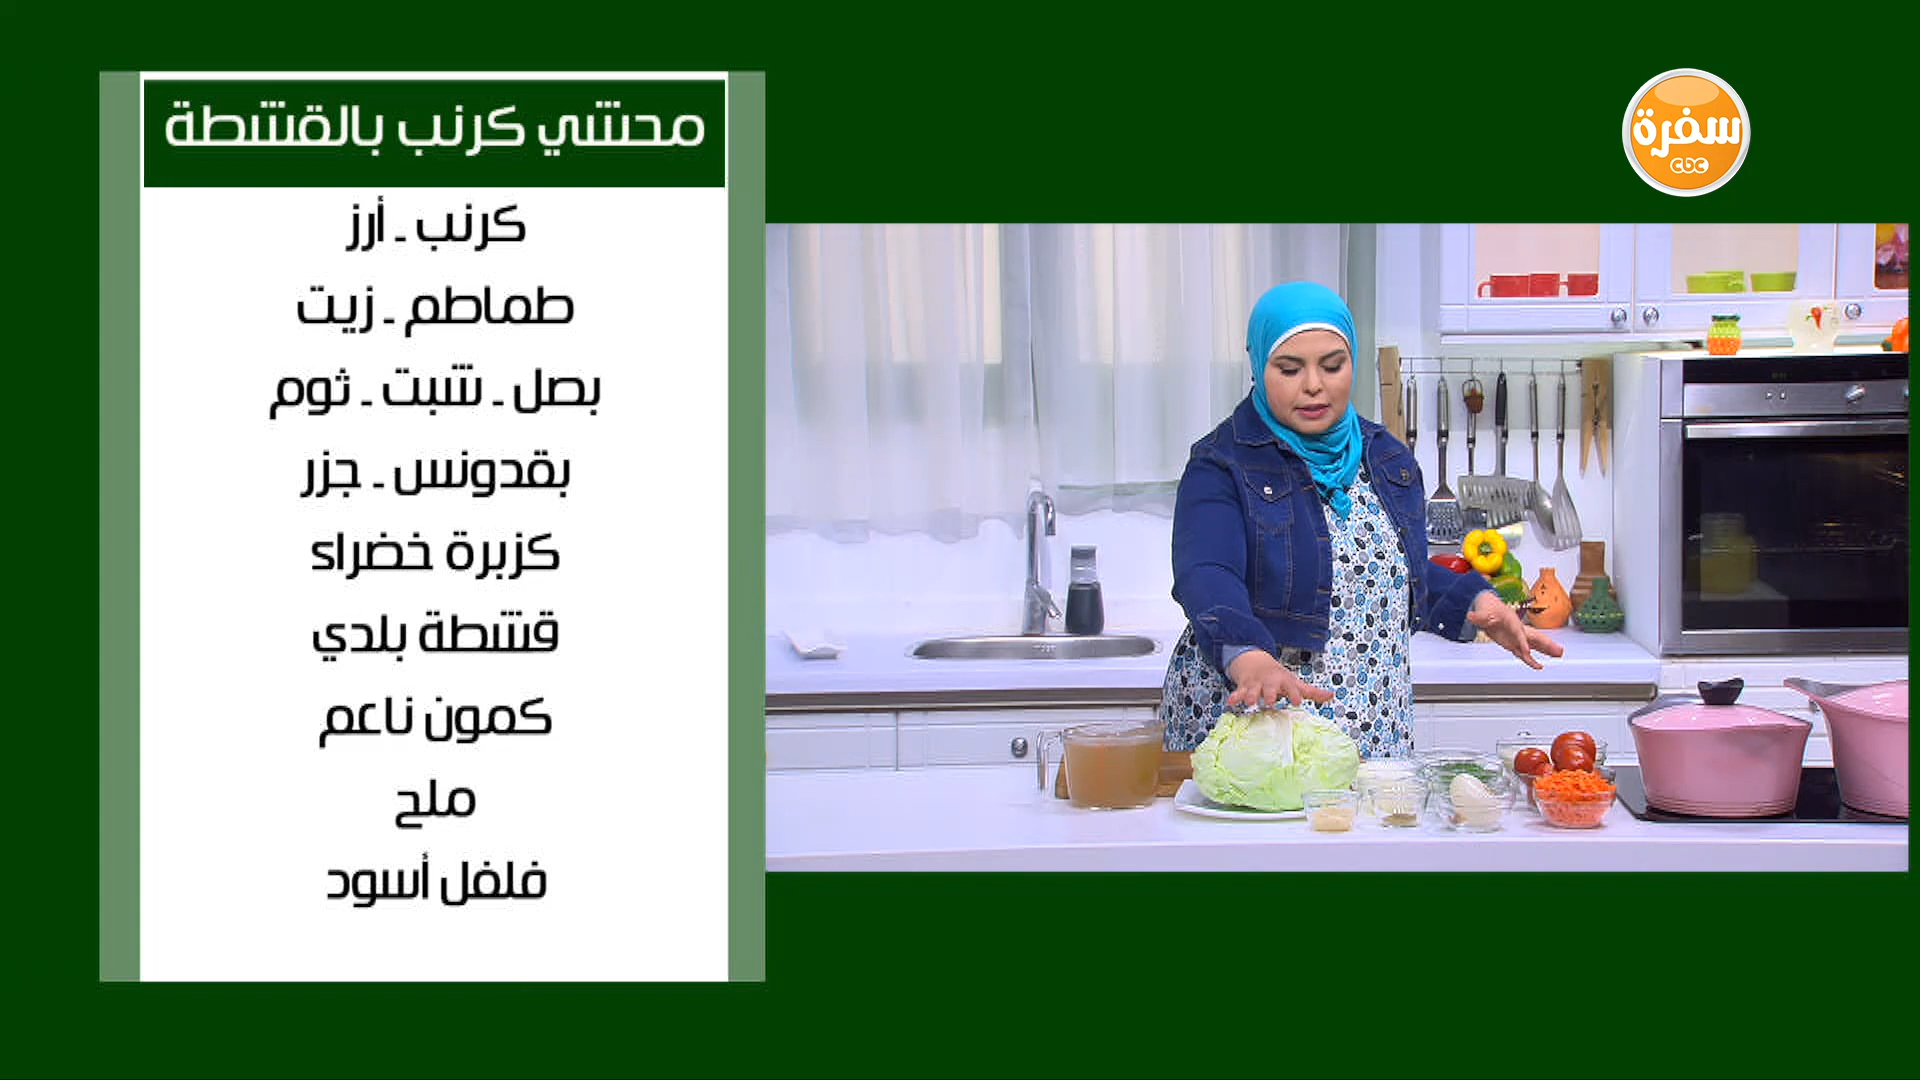 محشي كرنب بالقشطة
كرنب - أرز
طماطم - زيت
بصل - شبت - ثوم
بقدونس - جزر
كزبرة خضراء
قشطة بلدي
كمون ناعم
ملح
فلفل أسود
سفرة
cbc